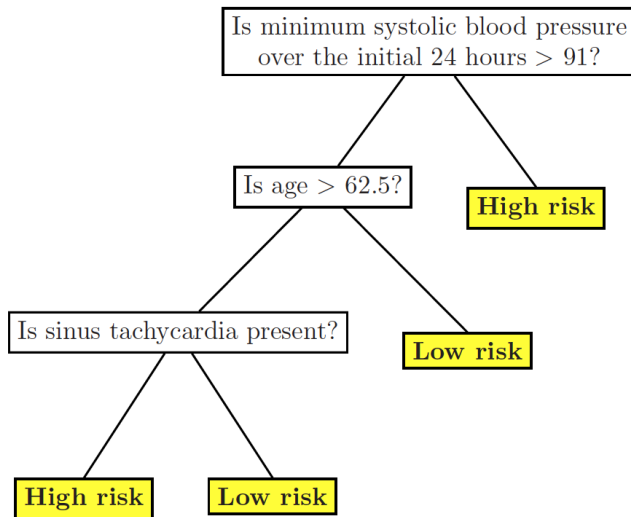 Is minimum systolic blood pressure
over the initial 24 hours > 91?
Is age > 62.5?
High risk
Is sinus tachycardia present?
Low risk
High risk
Low risk